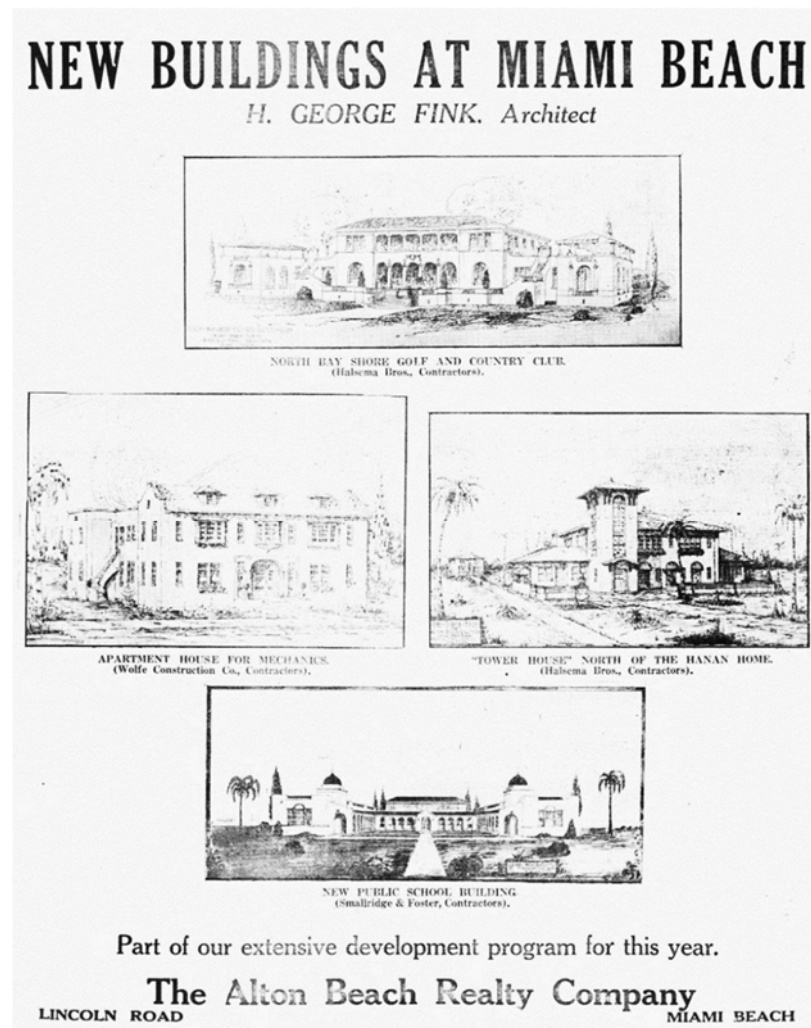 NEW BUILDINGS AT MIAMI BEACH
H. GEORGE FINK. Architect
NORTH BAY SHORE GOLF AND COUNTRY CLUB.
(Halsema Bros., Contractors).
APARTMENT HOUSE FOR MECHANICS.
(Wolfe Construction Co., Contractors).
"TOWER HOUSE" NORTH OF THE HANAN HOME.
(Halsema Bros., Contractors).
NEW PUBLIC SCHOOL BUILDING
(Smallridge & Foster, Contractors).
Part of our extensive development program for this year.
The Alton Beach Realty Company
LINCOLN ROAD MIAMI BEACH